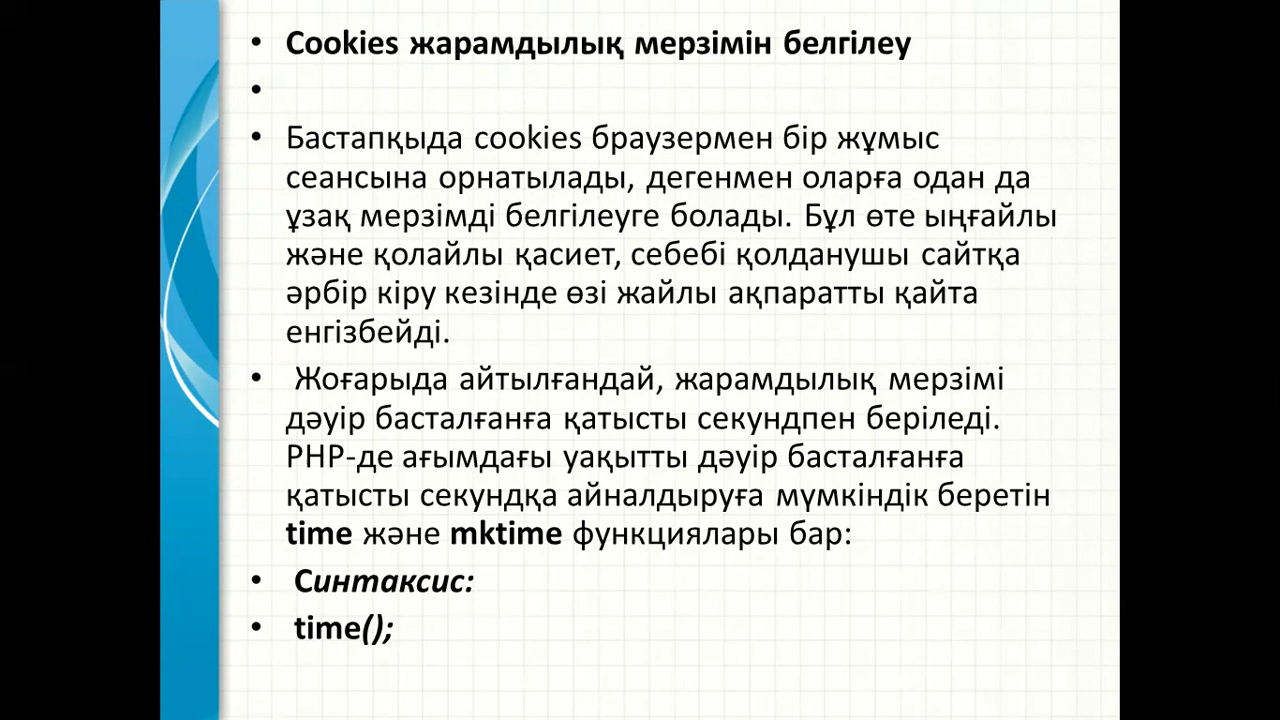 • Cookies жарамдылық мерзімін белгілеу
•
• Бастапқыда cookies браузермен бір жұмыс
сеансына орнатылады, дегенмен оларға одан да
ұзақ мерзімді белгілеуге болады. Бұл өте ыңғайлы
және қолайлы қасиет, себебі қолданушы сайтқа
әрбір кіру кезінде өзі жайлы ақпаратты қайта
енгізбейді.
• Жоғарыда айтылғандай, жарамдылық мерзімі
дәуір басталғанға қатысты секундпен беріледі.
PHP-де ағымдағы уақытты дәуір басталғанға
қатысты секундқа айналдыруға мүмкіндік беретін
time және mktime функциялары бар:
• Синтаксис:
• time();